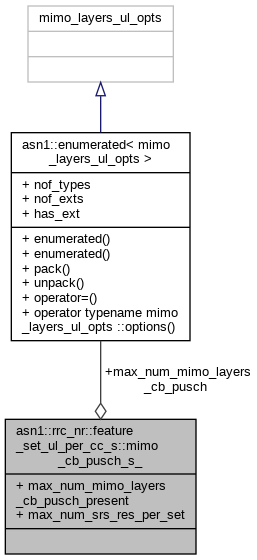 mimo_layers_ul_opts
asn1::enumerated< mimo
_layers_ul_opts >
+ nof_types
+ nof_exts
+ has_ext
+ enumerated()
+ enumerated()
+ pack()
+ unpack()
+ operator=()
+ operator typename mimo
_layers_ul_opts ::options()
+max_num_mimo_layers
_cb_pusch
asn1::rrc_nr::feature
_set_ul_per_cc_s::mimo
_cb_pusch_s_
+ max_num_mimo_layers
_cb_pusch_present
+ max_num_srs_res_per_set